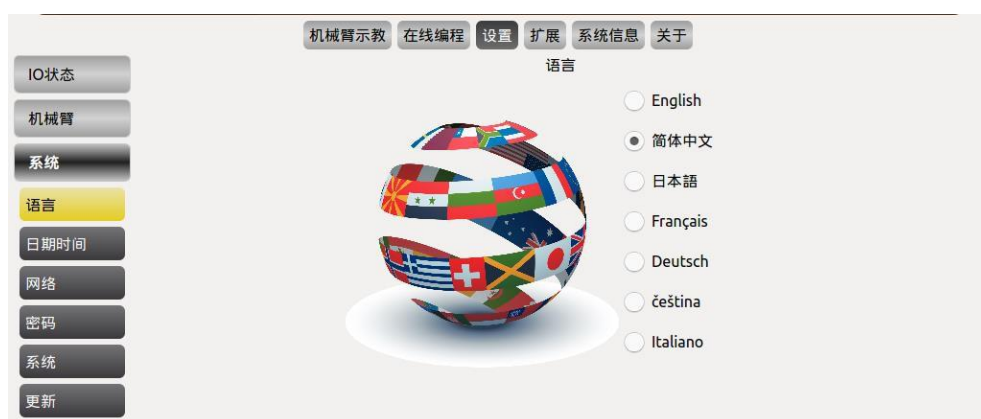 机械臂示教 在线编程 设置 扩展 系统信息 关于
语言
IO状态
机械臂
系统
语言
日期时间
网络
密码
系统
更新
English
简体中文
日本語
Français
Deutsch
čeština
Italiano